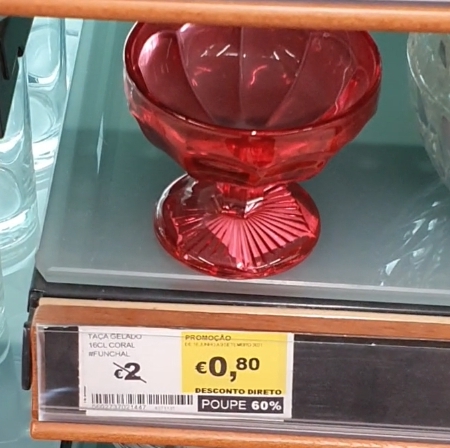 TAÇA GELADO
16CL CORAL
#FUNCHAL
€2
PROMOÇÃO
€0,80
DESCONTO DIRETO
POUPE 60%